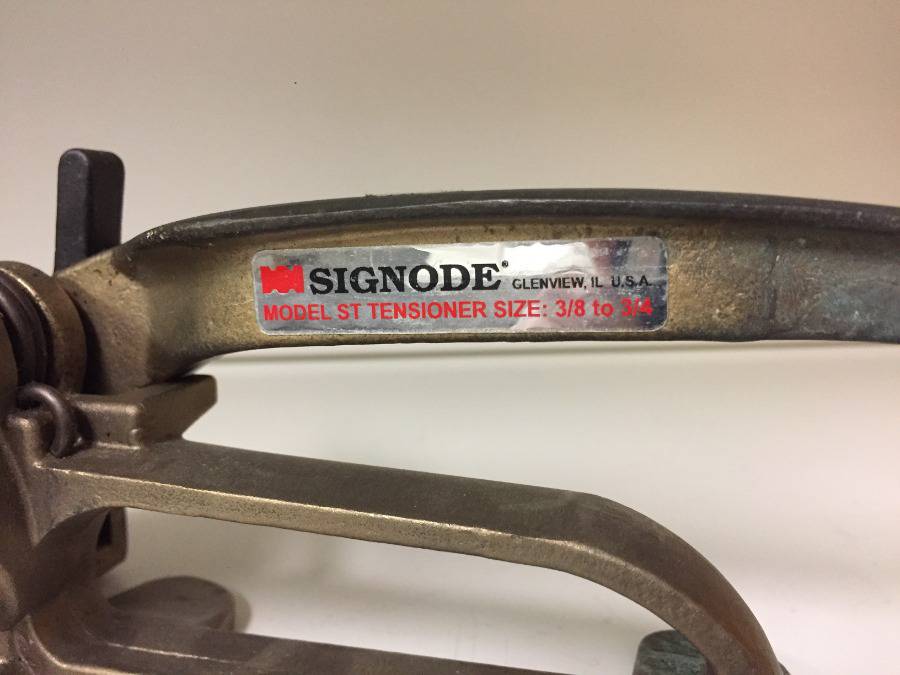 SIGNODE® GLENVIEW, IL U.S.A.
MODEL ST TENSIONER SIZE: 3/8 to 3/4